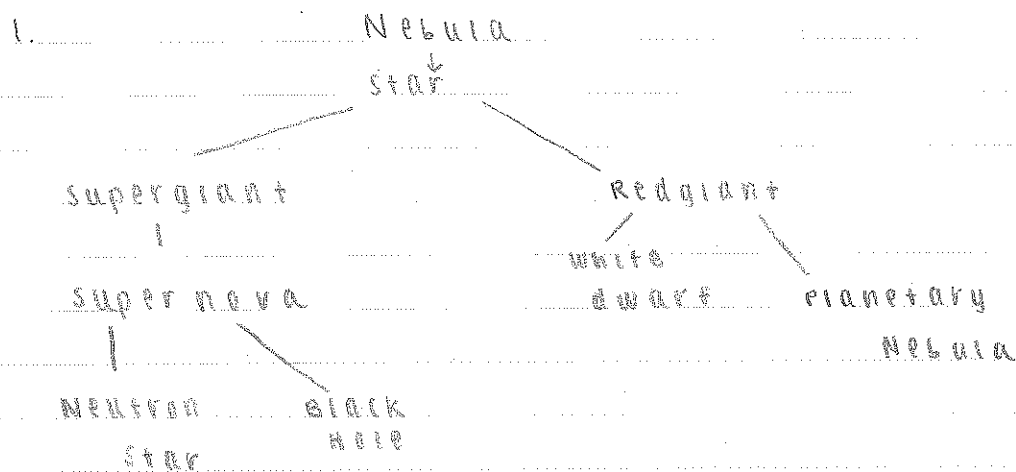 1. Nebula
Star
Supergiant Redgiant
White
Super nova dwarf Planetary
Nebula
Neutron Black
Star Hole